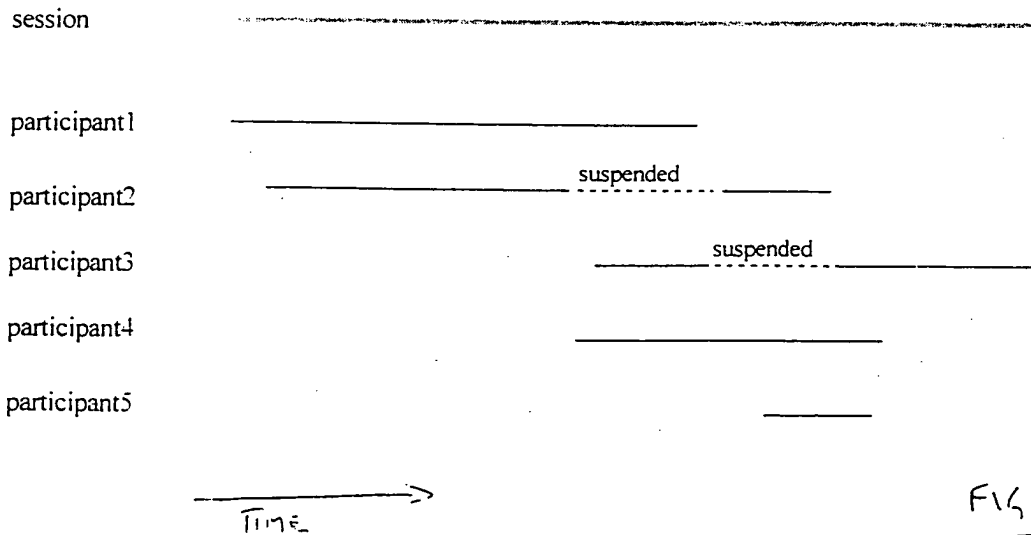 session
participant1
suspended
participant2
suspended
participant3
participant4
participant5
TIME
FIG